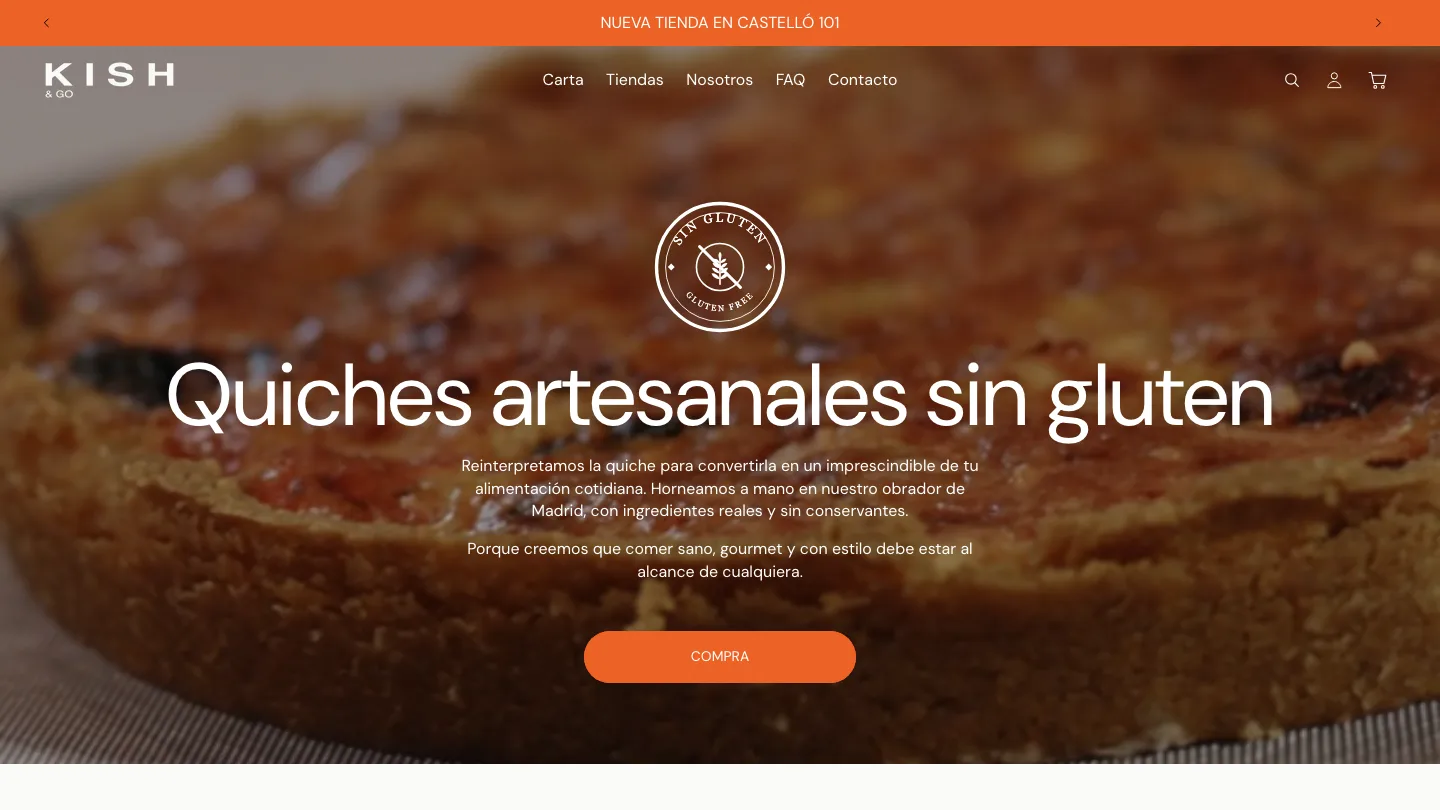 NUEVA TIENDA EN CASTELLÓ 101
KISH
& GO
Carta
Tiendas
Nosotros
FAQ
Contacto
SIN GLUTEN
GLUTEN FREE
Quiches artesanales sin gluten
Reinterpretamos la quiche para convertirla en un imprescindible de tu
alimentación cotidiana. Horneamos a mano en nuestro obrador de
Madrid, con ingredientes reales y sin conservantes.
Porque creemos que comer sano, gourmet y con estilo debe estar al
alcance de cualquiera.
COMPRA